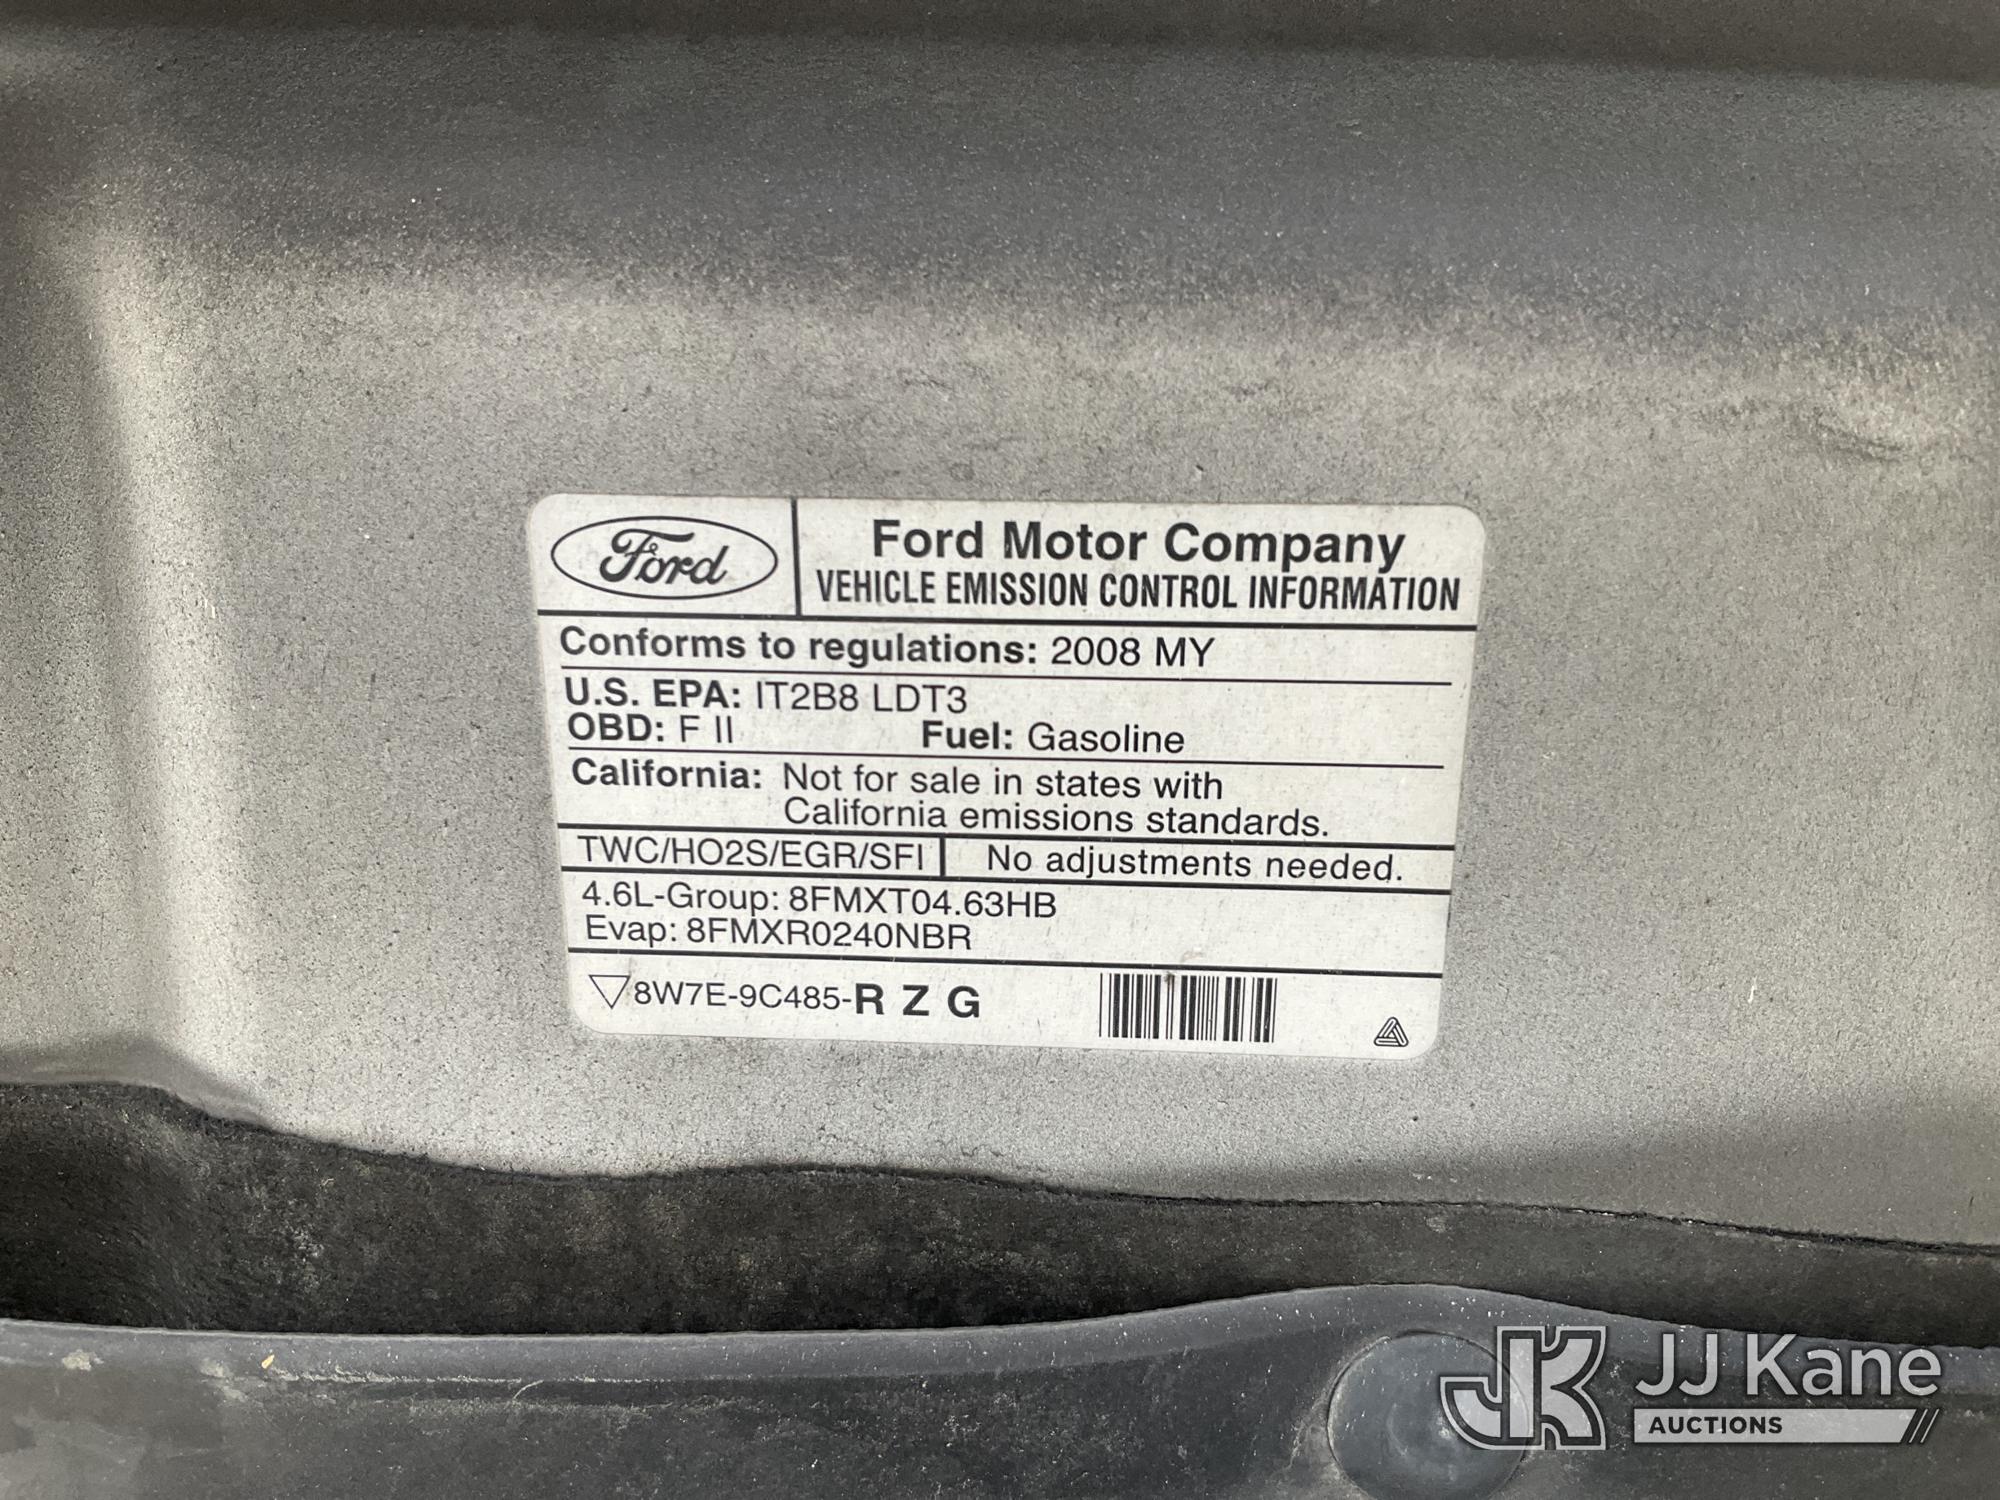 Ford
Ford Motor Company
VEHICLE EMISSION CONTROL INFORMATION
Conforms to regulations: 2008 MY
U.S. EPA: IT2B8 LDT3
OBD: F II Fuel: Gasoline
California: Not for sale in states with
California emissions standards.
TWC/HO2S/EGR/SFI No adjustments needed.
4.6L-Group: 8FMXT04.63HB
Evap: 8FMXR0240NBR
8W7E-9C485-R Z G
JK JJ Kane
AUCTIONS